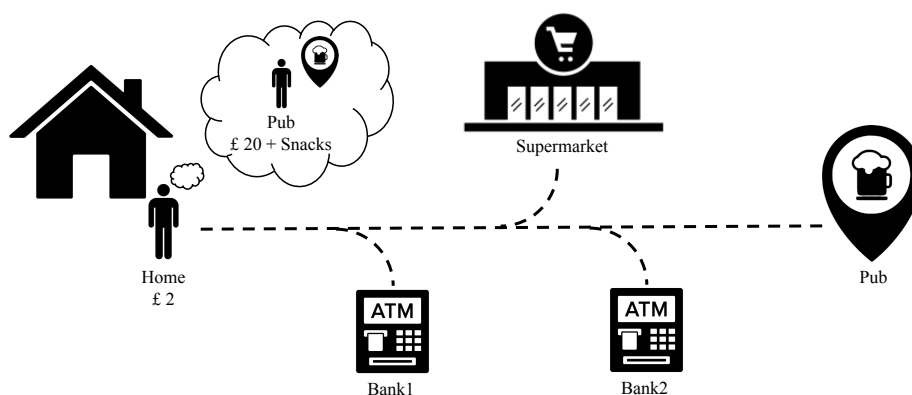 Pub
£ 20 + Snacks
Supermarket
Home
£ 2
Pub
ATM
Bank1
ATM
Bank2